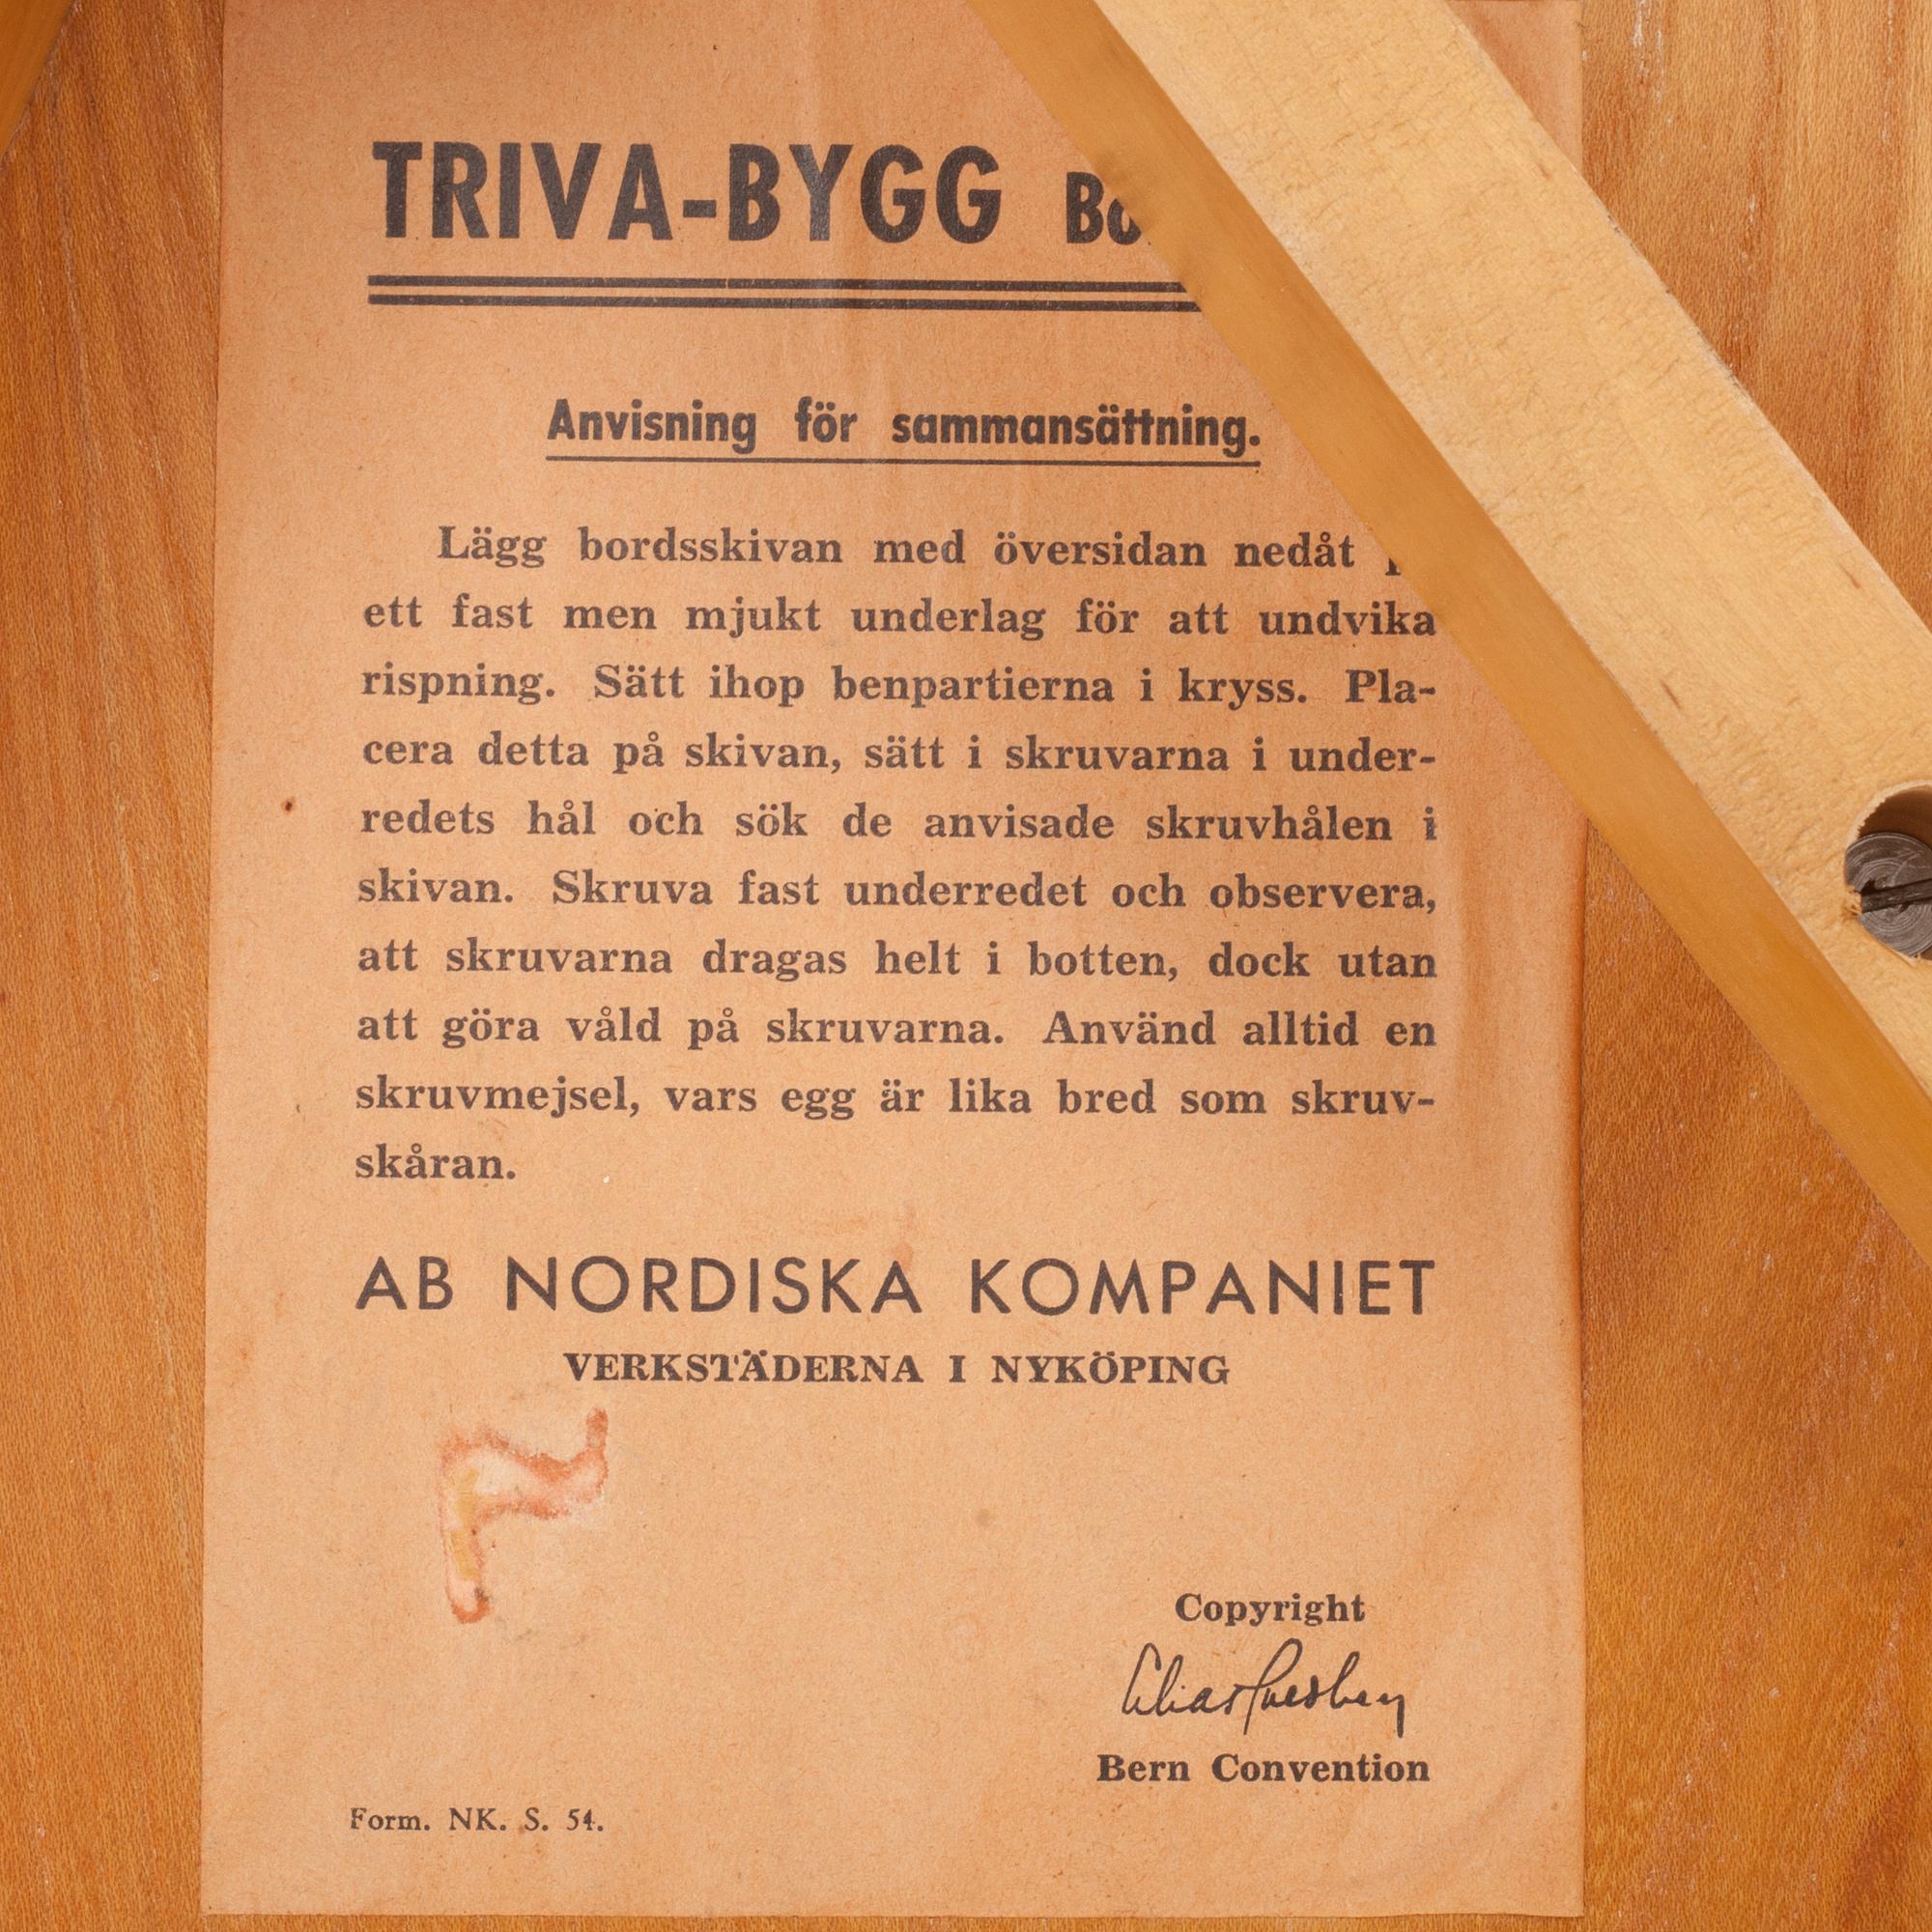 TRIVA-BYGG
Anvisning för sammansättning.
Lägg bordsskivan med översidan nedåt
ett fast men mjukt underlag för att undvika
rispning. Sätt ihop benpartierna i kryss. Pla-
cera detta på skivan, sätt i skruvarna i under-
redets hål och sök de anvisade skruvhålen i
skivan. Skruva fast underredet och observera,
att skruvarna dragas helt i botten, dock utan
att göra våld på skruvarna. Använd alltid en
skruvmejsel, vars egg är lika bred som skruv-
skåran.
AB NORDISKA KOMPANIET
VERKSTÄDERNA I NYKÖPING
Copyright
Elias Svedberg
Bern Convention
Form. NK. S. 54.